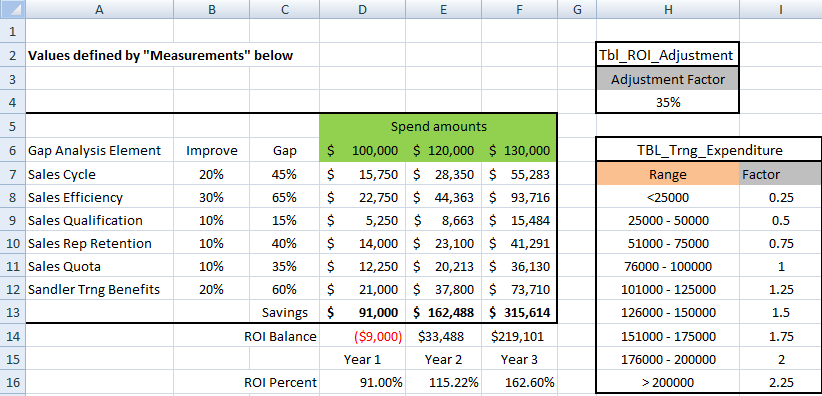 A B C D E F G H I
1
2 Values defined by "Measurements" below Tbl_ROI_Adjustment
3 Adjustment Factor
4 35%
5 Spend amounts
6 Gap Analysis Element Improve Gap $ 100,000 $ 120,000 $ 130,000 TBL_Trng_Expenditure
7 Sales Cycle 20% 45% $ 15,750 $ 28,350 $ 55,283 Range Factor
8 Sales Efficiency 30% 65% $ 22,750 $ 44,363 $ 93,716 <25000 0.25
9 Sales Qualification 10% 15% $ 5,250 $ 8,663 $ 15,484 25000 - 50000 0.5
10 Sales Rep Retention 10% 40% $ 14,000 $ 23,100 $ 41,291 51000 - 75000 0.75
11 Sales Quota 10% 35% $ 12,250 $ 20,213 $ 36,130 76000 - 100000 1
12 Sandler Trng Benefits 20% 60% $ 21,000 $ 37,800 $ 73,710 101000 - 125000 1.25
13 Savings $ 91,000 $ 162,488 $ 315,614 126000 - 150000 1.5
14 ROI Balance ($9,000) $33,488 $219,101 151000 - 175000 1.75
15 Year 1 Year 2 Year 3 176000 - 200000 2
16 ROI Percent 91.00% 115.22% 162.60% > 200000 2.25